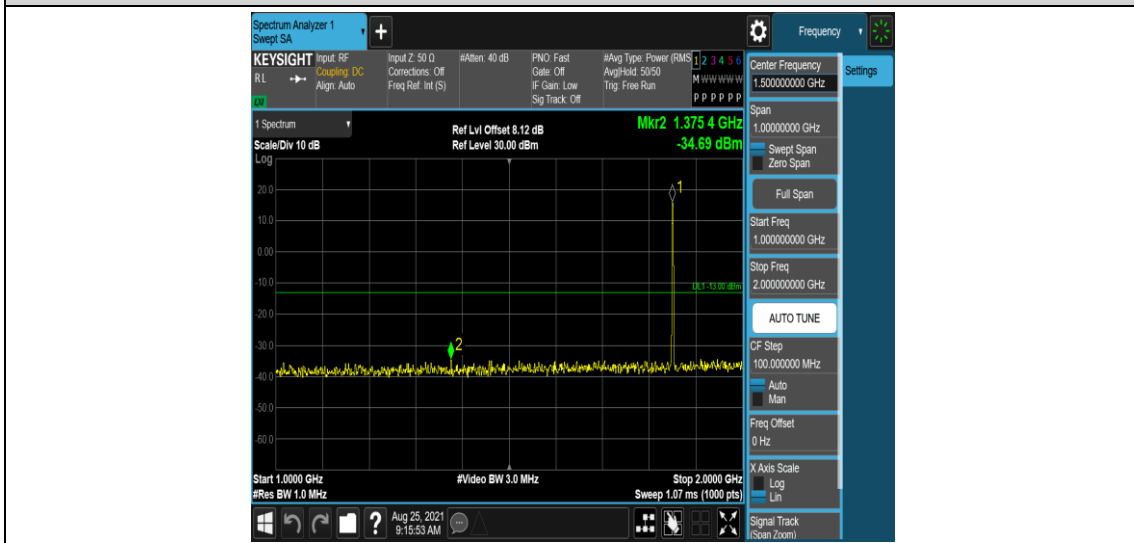 Spectrum Analyzer 1
Swept SA
+
Frequency
KEYSIGHT
RL
LXI
Input: RF
Coupling: DC
Align: Auto
Input Z: 50 Ω
Corrections: Off
Freq Ref: Int (S)
#Atten: 40 dB
PNO: Fast
Gate: Off
IF Gain: Low
Sig Track: Off
#Avg Type: Power (RMS
Avg|Hold: 50/50
Trig: Free Run
1 2 3 4 5 6
M W W W W W
P P P P P P
1 Spectrum
Scale/Div 10 dB
Log
Ref Lvl Offset 8.12 dB
Ref Level 30.00 dBm
Mkr2 1.375 4 GHz
-34.69 dBm
1
20.0
10.0
0.00
-10.0
DL1 -13.00 dBm
-20.0
-30.0
2
-40.0
-50.0
-60.0
Start 1.0000 GHz
#Res BW 1.0 MHz
#Video BW 3.0 MHz
Stop 2.0000 GHz
Sweep 1.07 ms (1000 pts)
?
Aug 25, 2021
9:15:53 AM
Center Frequency
1.500000000 GHz
Settings
Span
1.00000000 GHz
Swept Span
Zero Span
Full Span
Start Freq
1.000000000 GHz
Stop Freq
2.000000000 GHz
AUTO TUNE
CF Step
100.000000 MHz
Auto
Man
Freq Offset
0 Hz
X Axis Scale
Log
Lin
Signal Track
(Span Zoom)